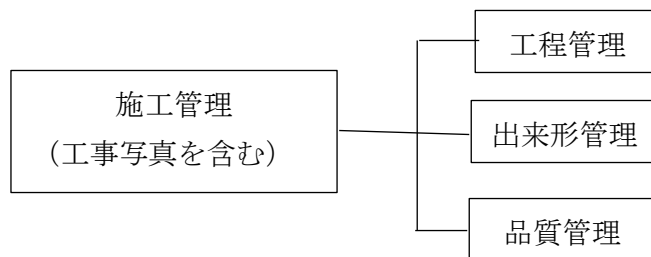 施工管理
（工事写真を含む）
工程管理
出来形管理
品質管理